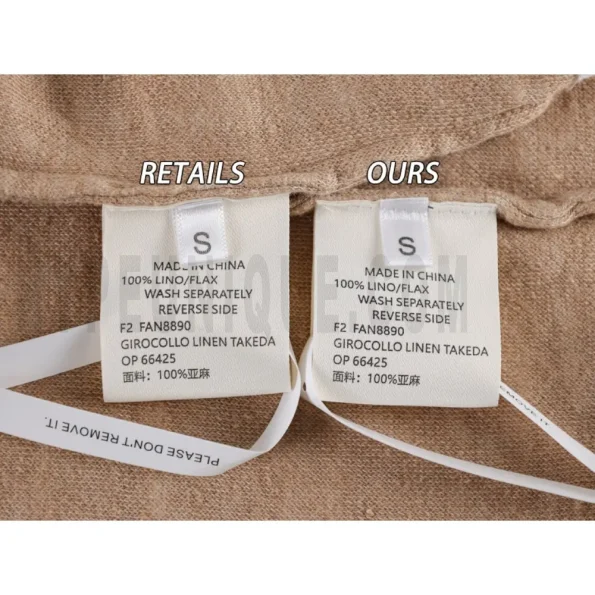 RETAILS OURS
S
MADE IN CHINA
100% LINO/FLAX
WASH SEPARATELY
REVERSE SIDE
F2 FAN8890
GIROCOLLO LINEN TAKEDA
OP 66425
面料：100%亚麻
PLEASE DON'T REMOVE IT.
S
MADE IN CHINA
100% LINO/FLAX
WASH SEPARATELY
REVERSE SIDE
F2 FAN8890
GIROCOLLO LINEN TAKEDA
OP 66425
面料：100%亚麻
REMOVE IT